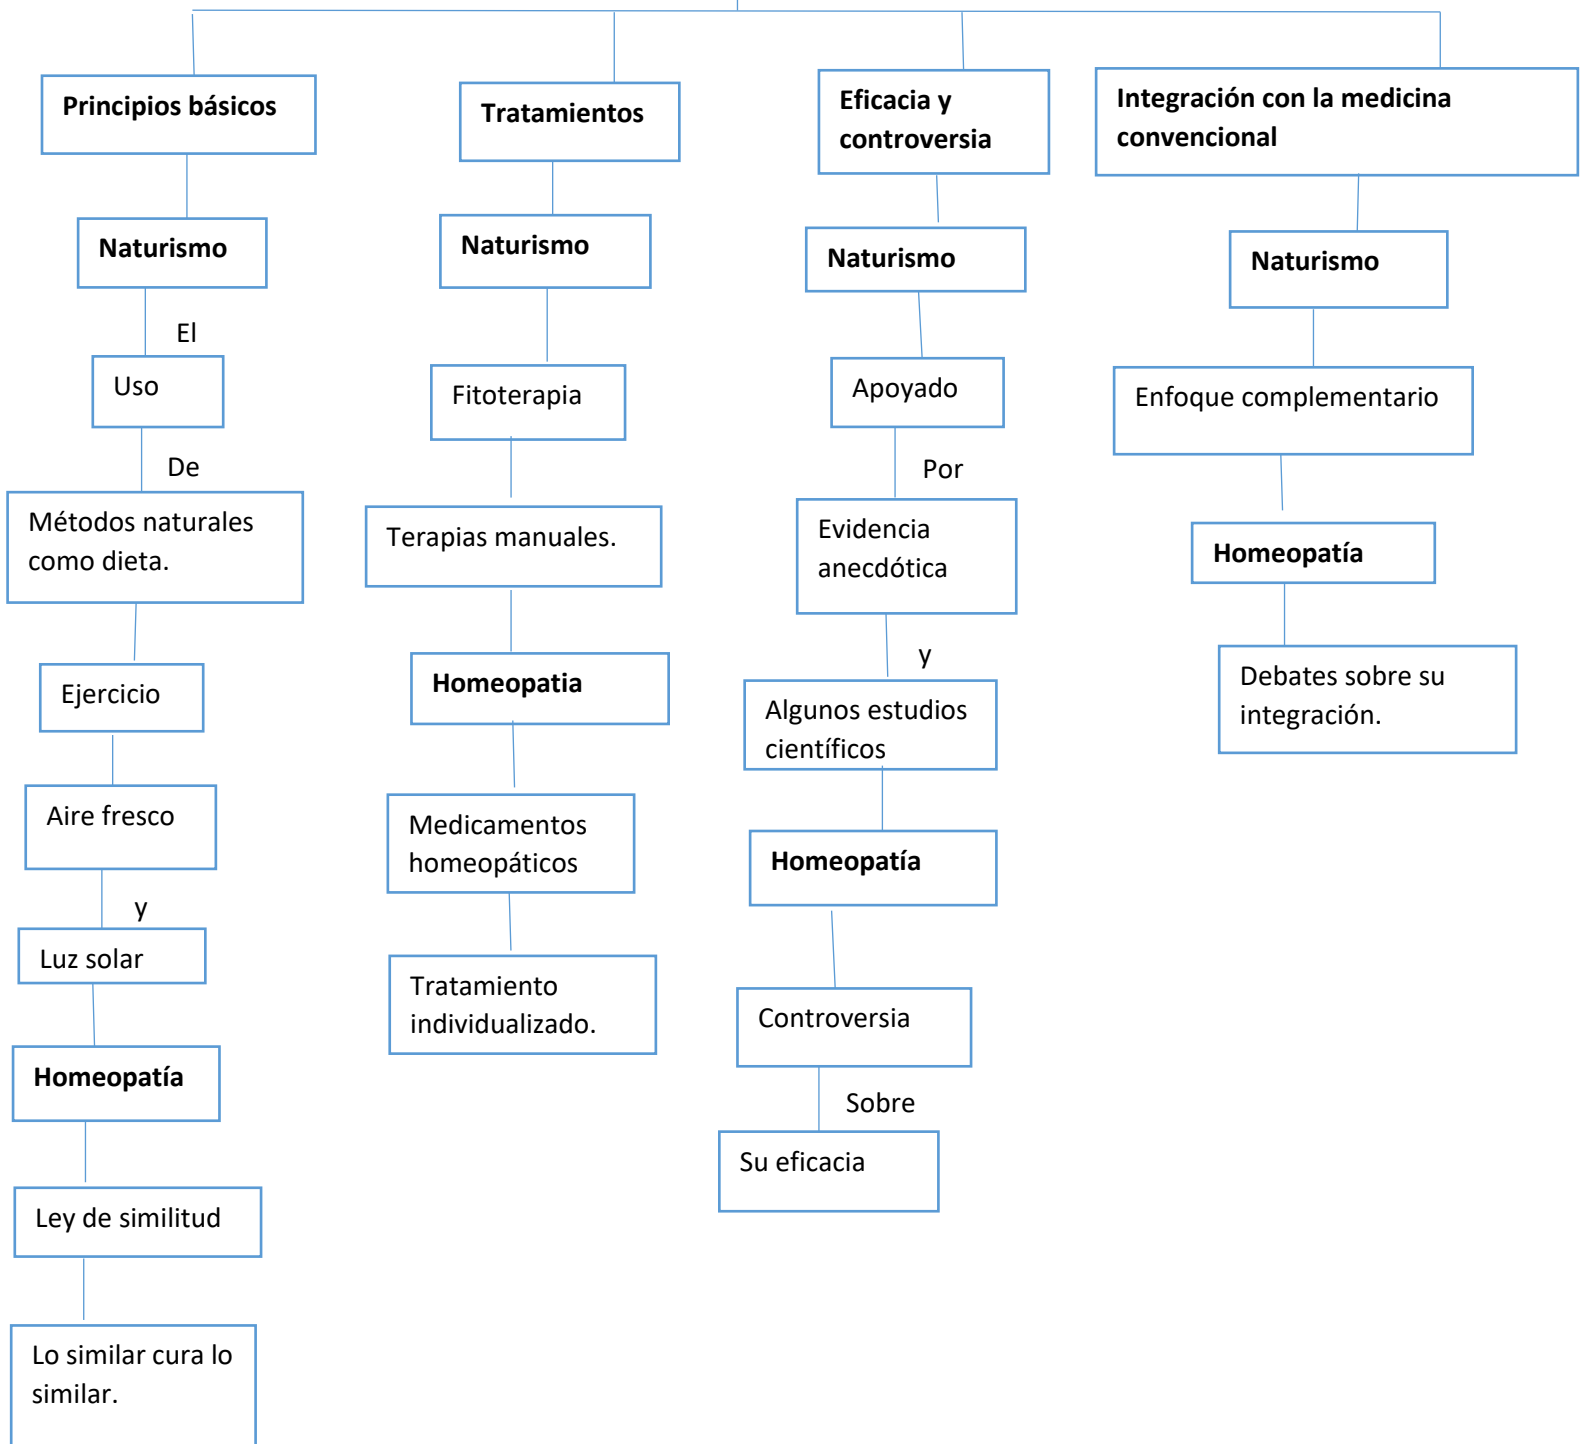 Principios básicos
Naturismo
El
Uso
De
Métodos naturales
como dieta.
Ejercicio
Aire fresco
y
Luz solar
Homeopatía
Ley de similitud
Lo similar cura lo
similar.
Tratamientos
Naturismo
Fitoterapia
Terapias manuales.
Homeopatia
Medicamentos
homeopáticos
Tratamiento
individualizado.
Eficacia y
controversia
Naturismo
Apoyado
Por
Evidencia
anecdótica
y
Algunos estudios
científicos
Homeopatía
Controversia
Sobre
Su eficacia
Integración con la medicina
convencional
Naturismo
Enfoque complementario
Homeopatía
Debates sobre su
integración.